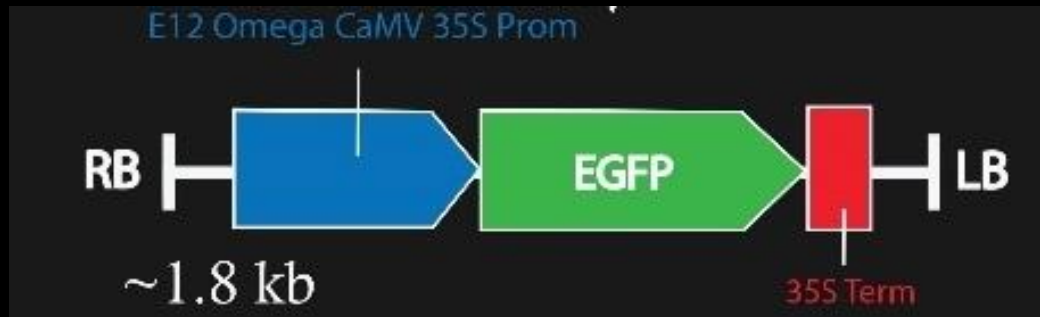 E12 Omega CaMV 35S Prom
RB
EGFP
LB
~1.8 kb
35S Term